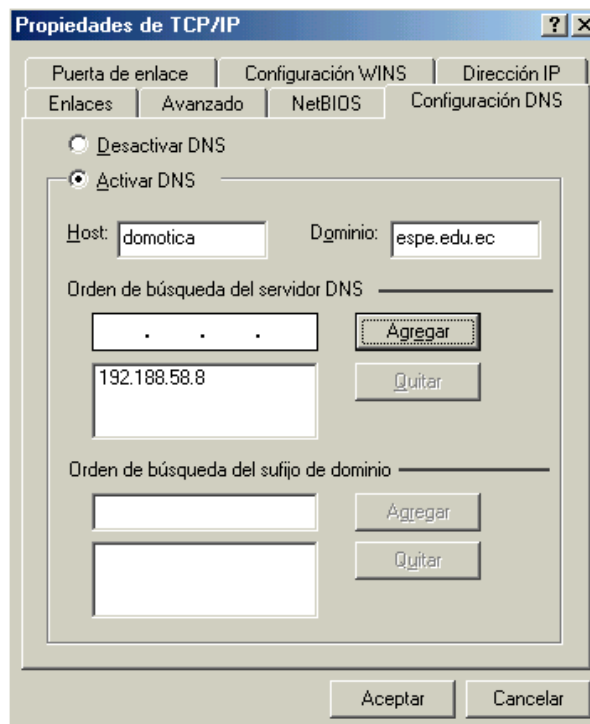 Propiedades de TCP/IP
Puerta de enlace Configuración WINS Dirección IP
Enlaces Avanzado NetBIOS Configuración DNS
Desactivar DNS
Activar DNS
Host: domotica Dominio: espe.edu.ec
Orden de búsqueda del servidor DNS
. . . Agregar
192.188.58.8 Quitar
Orden de búsqueda del sufijo de dominio
Agregar
Quitar
Aceptar Cancelar